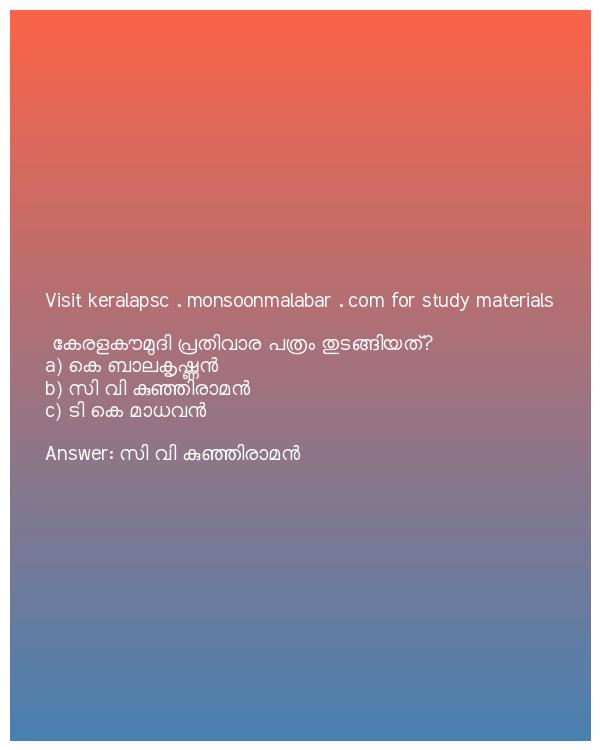 Visit keralapsc . monsoonmalabar . com for study materials
കേരളകൗമുദി പ്രതിവാര പത്രം തുടങ്ങിയത്?
a) കെ ബാലകൃഷ്ണൻ
b) സി വി കുഞ്ഞിരാമൻ
c) ടി കെ മാധവൻ
Answer: സി വി കുഞ്ഞിരാമൻ